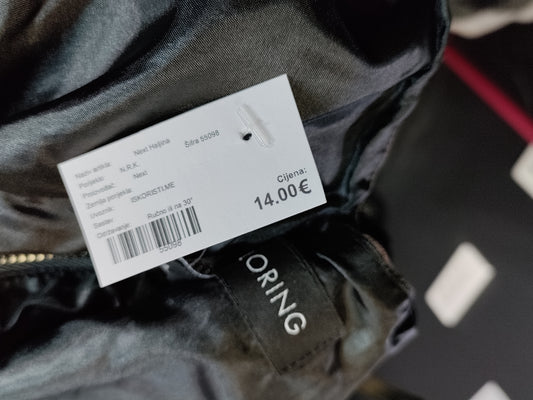 Naziv artikla: Next Haljina Šifra 55098
Porijeklo: N.R.K.
Proizvođač: Next
Zemlja porijekla:
Uvoznik: ISKORISTI.ME
Sastav:
Održavanje: Ručno ili na 30°
55098
Cijena:
14.00€
ORING